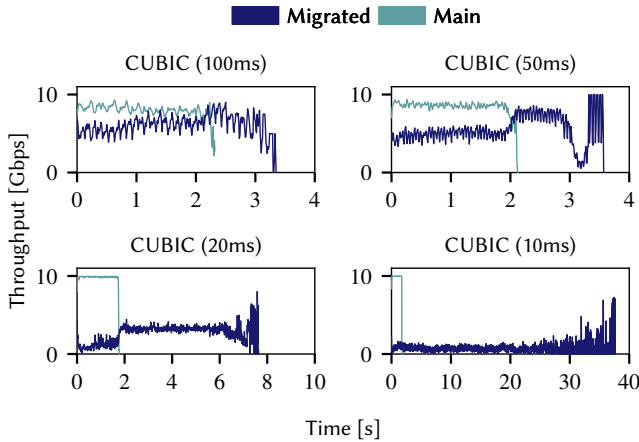 Migrated Main
CUBIC (100ms)
CUBIC (50ms)
10
0
0 1 2 3 4
10
0
0 1 2 3 4
CUBIC (20ms)
CUBIC (10ms)
10
0
0 2 4 6 8 10
10
0
0 10 20 30 40
Throughput [Gbps]
Time [s]